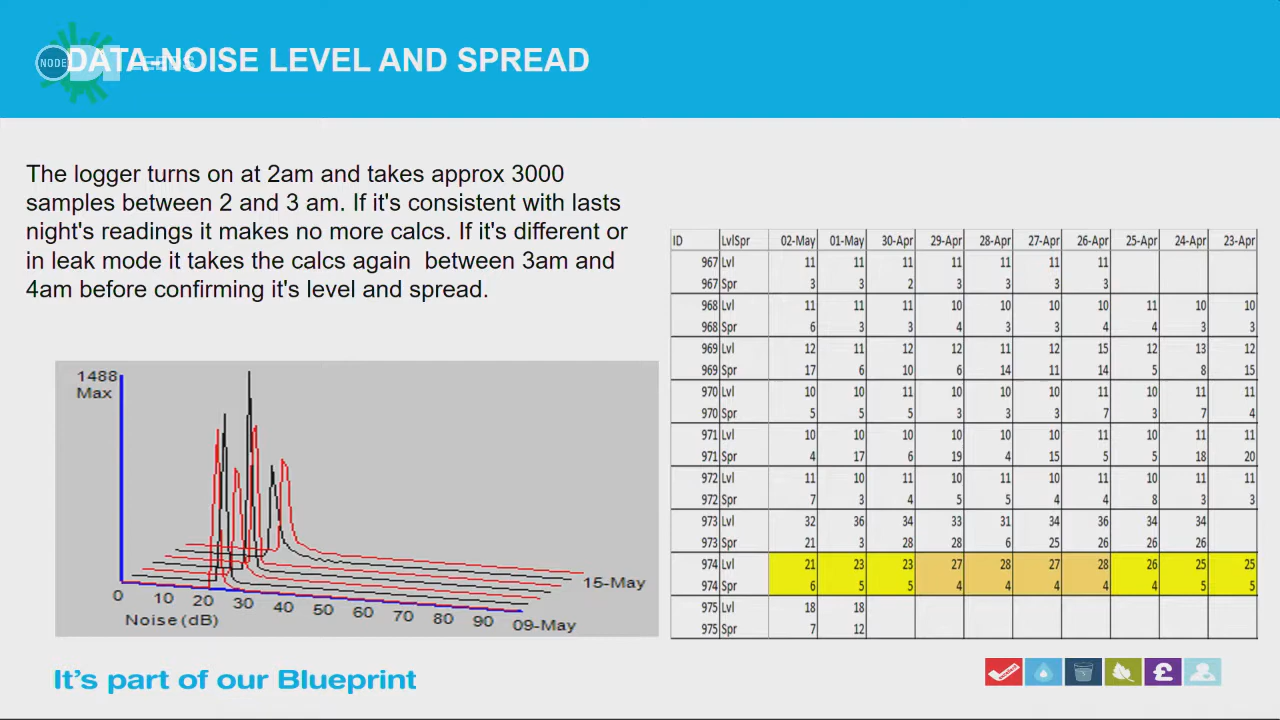 DATA-NOISE LEVEL AND SPREAD
NODE
LEEDS
The logger turns on at 2am and takes approx 3000
samples between 2 and 3 am. If it's consistent with lasts
night's readings it makes no more calcs. If it's different or
in leak mode it takes the calcs again between 3am and
4am before confirming it's level and spread.
1488
Max
0 10 20 30 40 50 60 70 80 90
Noise (dB)
15-May
09-May
ID LvlSpr 02-May 01-May 30-Apr 29-Apr 28-Apr 27-Apr 26-Apr 25-Apr 24-Apr 23-Apr
967 Lvl 11 11 11 11 11 11 11
967 Spr 3 3 2 3 3 3 3
968 Lvl 11 11 11 10 10 10 10 11 10 10
968 Spr 6 3 3 4 3 3 4 4 3 3
969 Lvl 12 11 12 12 11 12 15 12 13 12
969 Spr 17 6 10 6 14 11 14 5 8 15
970 Lvl 10 10 11 10 10 10 11 10 11 11
970 Spr 5 5 5 3 3 3 7 3 7 4
971 Lvl 10 10 10 10 10 10 11 10 11 11
971 Spr 4 17 6 19 4 15 5 5 18 20
972 Lvl 11 10 11 10 11 10 11 10 11 11
972 Spr 7 3 4 5 5 4 4 8 3 3
973 Lvl 32 36 34 33 31 34 36 34 34
973 Spr 21 3 28 28 6 25 26 26 26
974 Lvl 21 23 23 27 28 27 28 26 25 25
974 Spr 6 5 5 4 4 4 4 4 5 5
975 Lvl 18 18
975 Spr 7 12
It's part of our Blueprint
£